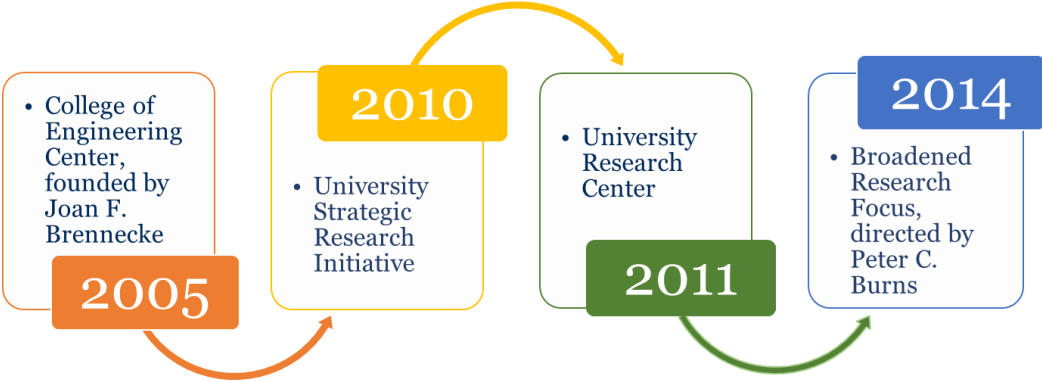 • College of
Engineering
Center,
founded by
Joan F.
Brennecke
2005
2010
• University
Strategic
Research
Initiative
• University
Research
Center
2011
2014
• Broadened
Research
Focus,
directed by
Peter C.
Burns